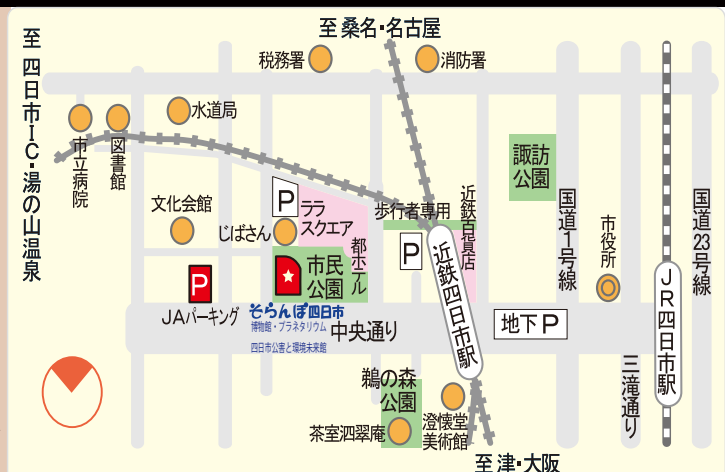 至 桑名・名古屋
至 四日市IC・湯の山温泉
税務署
消防署
水道局
市立病院
図書館
諏訪
公園
文化会館
P
ララ
スクエア
じばさん
歩行者専用
近鉄百貨店
都ホテル
P
近鉄四日市駅
国道1号線
市役所
国道23号線
市民
公園
P
JAパーキング
そらんぽ四日市
博物館・プラネタリウム
四日市公害と環境未来館
中央通り
地下P
JR四日市駅
三滝通り
鵜の森
公園
茶室泗翠庵
澄懐堂
美術館
至 津・大阪